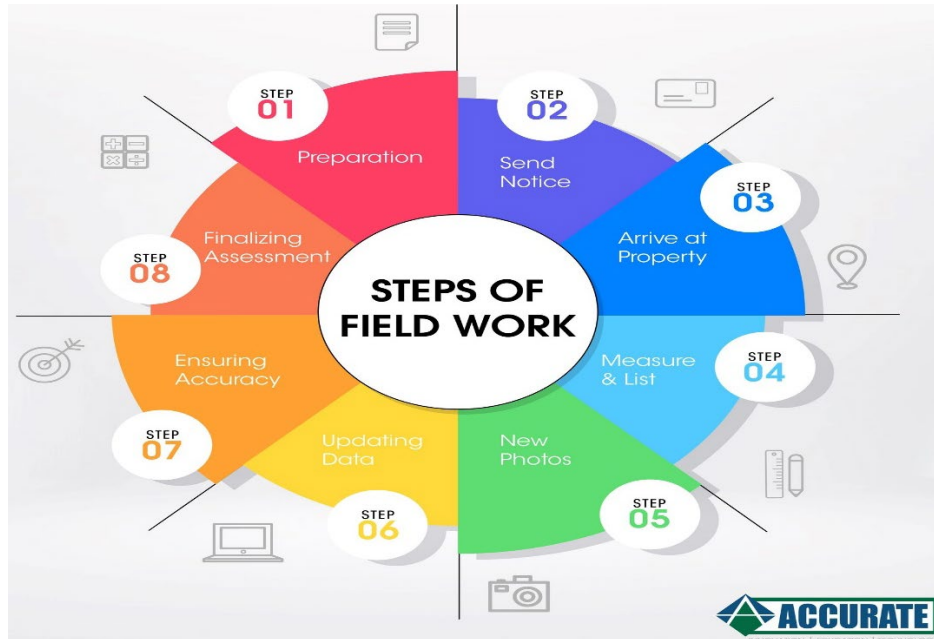 STEPS OF
FIELD WORK
STEP
01
Preparation
STEP
02
Send
Notice
STEP
03
Arrive at
Property
STEP
04
Measure
& List
STEP
05
New
Photos
STEP
06
Updating
Data
STEP
07
Ensuring
Accuracy
STEP
08
Finalizing
Assessment
ACCURATE